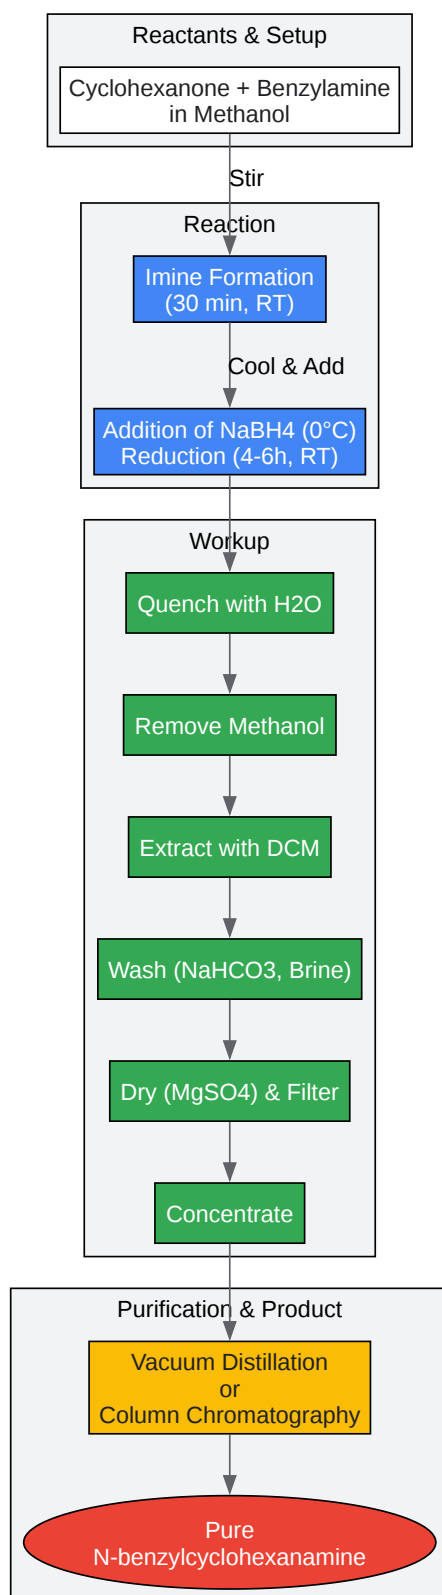 Reactants & Setup
Cyclohexanone + Benzylamine
in Methanol
Stir
Reaction
Imine Formation
(30 min, RT)
Cool & Add
Addition of NaBH4 (0°C)
Reduction (4-6h, RT)
Workup
Quench with H2O
Remove Methanol
Extract with DCM
Wash (NaHCO3, Brine)
Dry (MgSO4) & Filter
Concentrate
Purification & Product
Vacuum Distillation
or
Column Chromatography
Pure
N-benzylcyclohexanamine